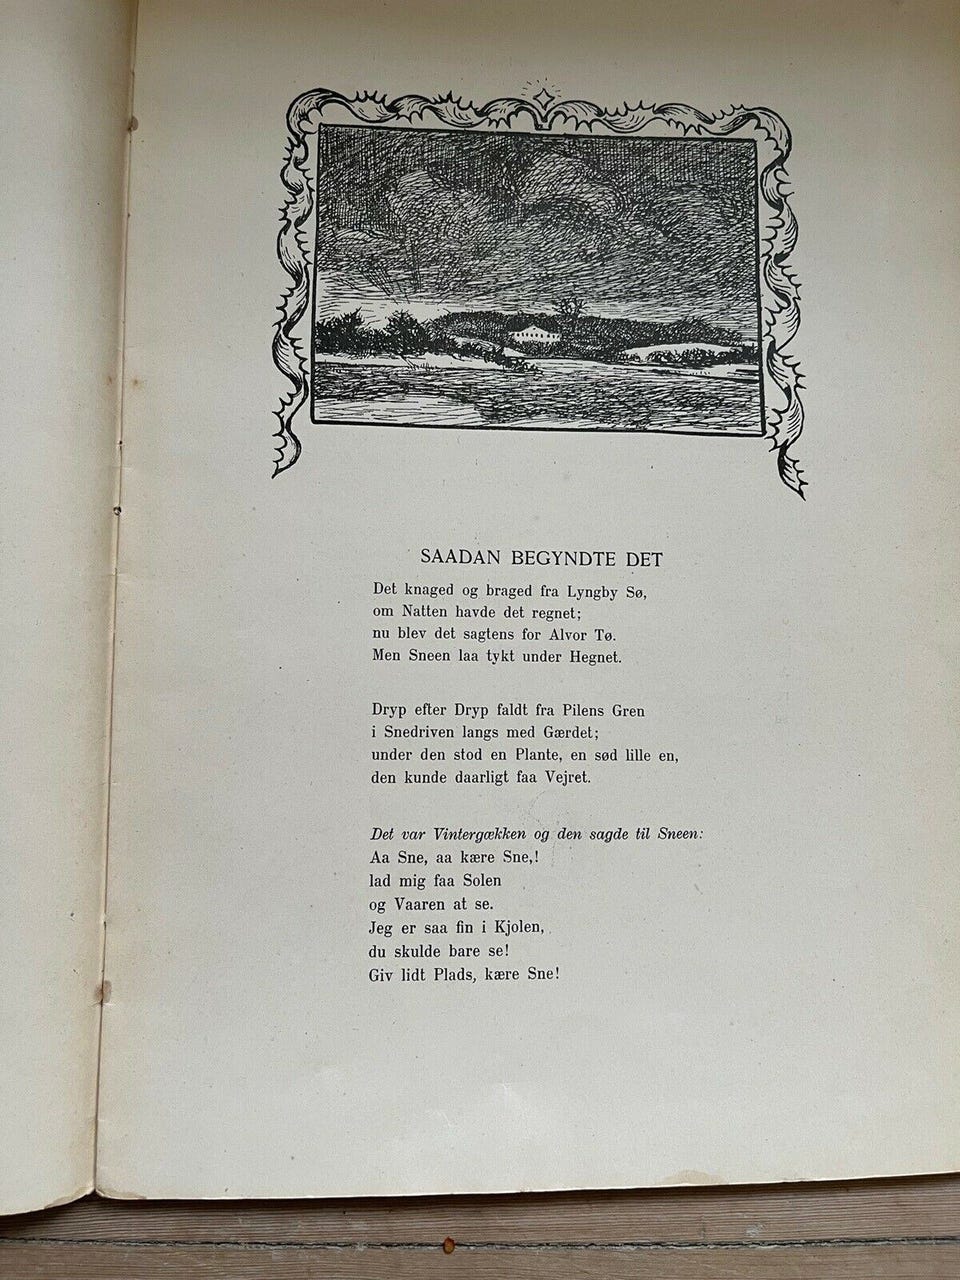 SAADAN BEGYNDTE DET
Det knaged og braged fra Lyngby Sø,
om Natten havde det regnet;
nu blev det sagtens for Alvor Tø.
Men Sneen laa tykt under Hegnet.
Dryp efter Dryp faldt fra Pilens Gren
i Snedriven langs med Gærdet;
under den stod en Plante, en sød lille en,
den kunde daarligt faa Vejret.
Det var Vintergækken og den sagde til Sneen:
Aa Sne, aa kære Sne,!
lad mig faa Solen
og Vaaren at se.
Jeg er saa fin i Kjolen,
du skulde bare se!
Giv lidt Plads, kære Sne!